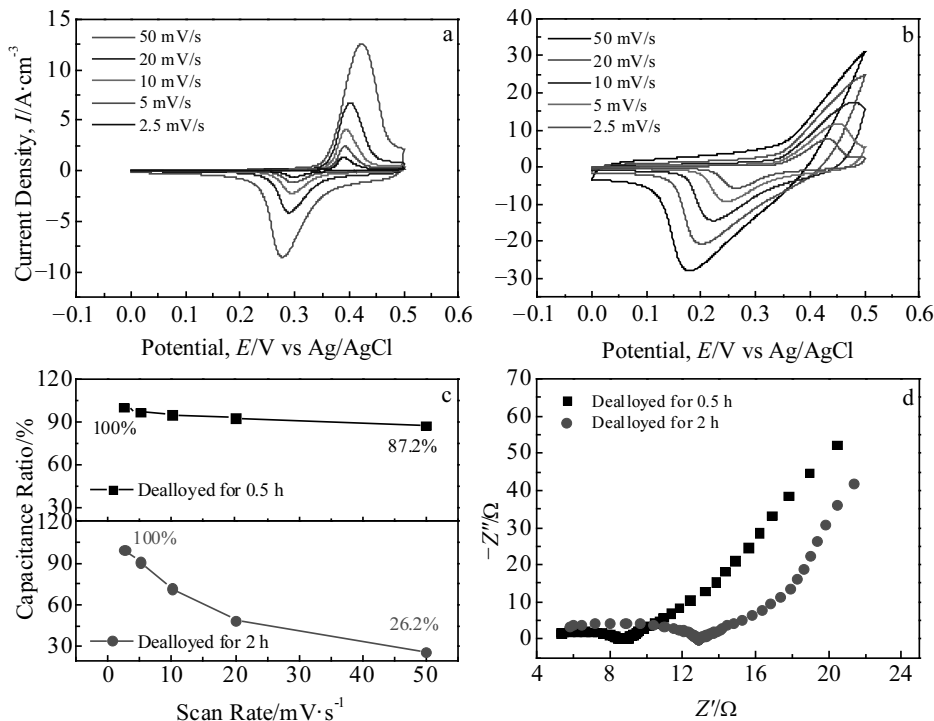 a
50 mV/s
20 mV/s
10 mV/s
5 mV/s
2.5 mV/s
15
10
5
0
−5
−10
Current Density, I/A·cm⁻³
−0.1 0.0 0.1 0.2 0.3 0.4 0.5 0.6
Potential, E/V vs Ag/AgCl
b
50 mV/s
20 mV/s
10 mV/s
5 mV/s
2.5 mV/s
40
30
20
10
0
−10
−20
−30
−0.1 0.0 0.1 0.2 0.3 0.4 0.5 0.6
Potential, E/V vs Ag/AgCl
c
120
90
60
30
100%
87.2%
Dealloyed for 0.5 h
120
90
60
30
100%
26.2%
Dealloyed for 2 h
Capacitance Ratio/%
0 10 20 30 40 50
Scan Rate/mV·s⁻¹
d
Dealloyed for 0.5 h
Dealloyed for 2 h
70
60
50
40
30
20
10
0
−10
−Z″/Ω
4 8 12 16 20 24
Z′/Ω